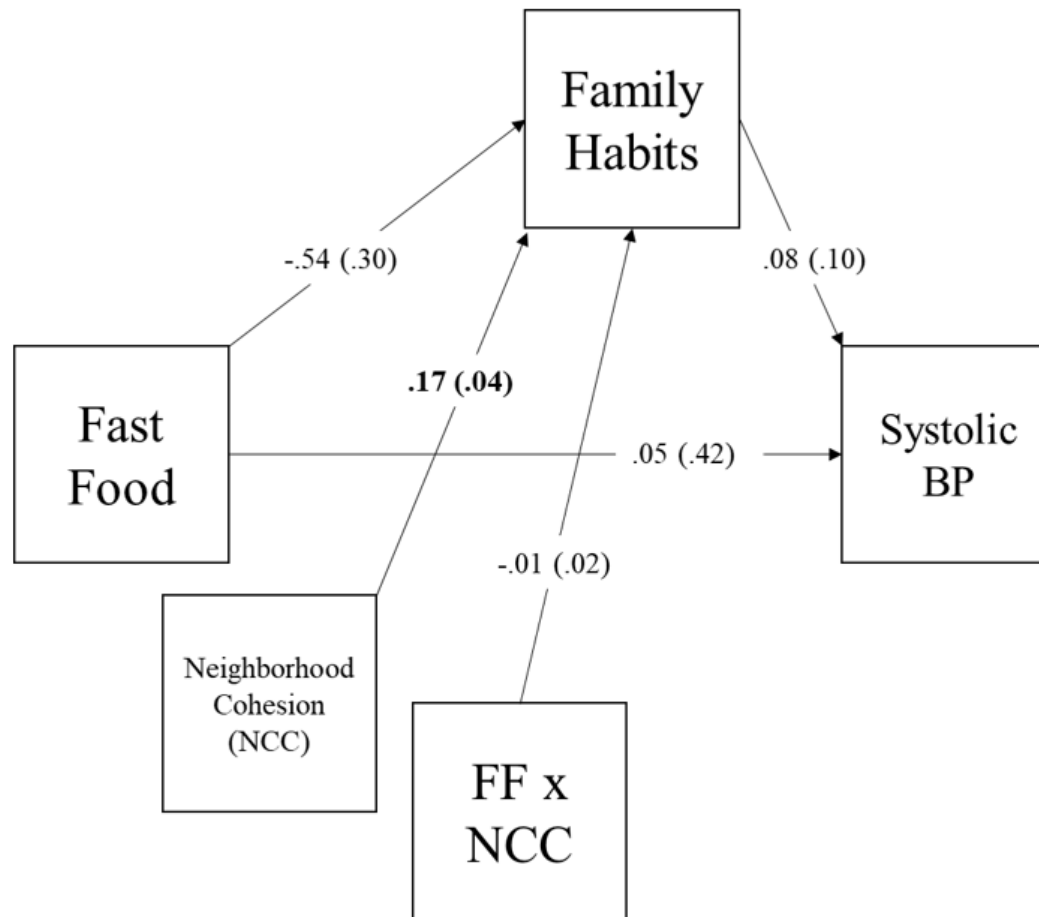 Family
Habits
-.54 (.30)
.08 (.10)
.17 (.04)
Fast
Food
.05 (.42)
Systolic
BP
-.01 (.02)
Neighborhood
Cohesion
(NCC)
FF x
NCC